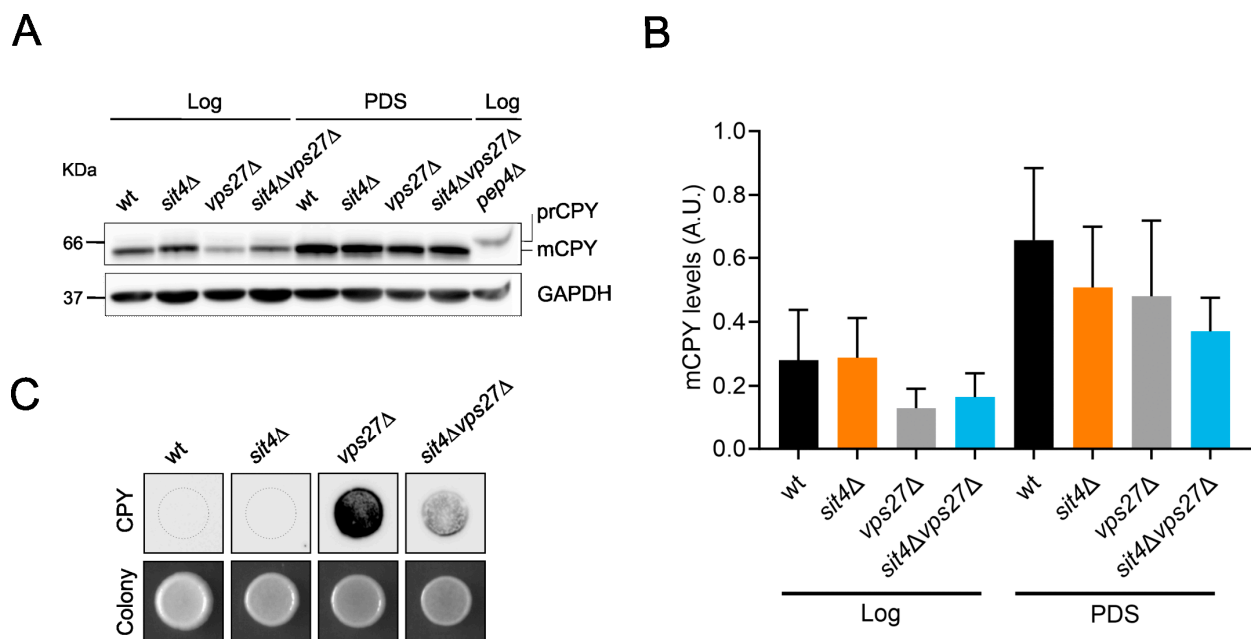 A
Log PDS Log
KDa
wt sit4Δ vps27Δ sit4Δvps27Δ wt sit4Δ vps27Δ sit4Δvps27Δ pep4Δ
prCPY
66
mCPY
37
GAPDH
B
mCPY levels (A.U.)
1.0
0.8
0.6
0.4
0.2
0.0
wt sit4Δ vps27Δ sit4Δvps27Δ wt sit4Δ vps27Δ sit4Δvps27Δ
Log PDS
C
wt sit4Δ vps27Δ sit4Δvps27Δ
CPY
Colony